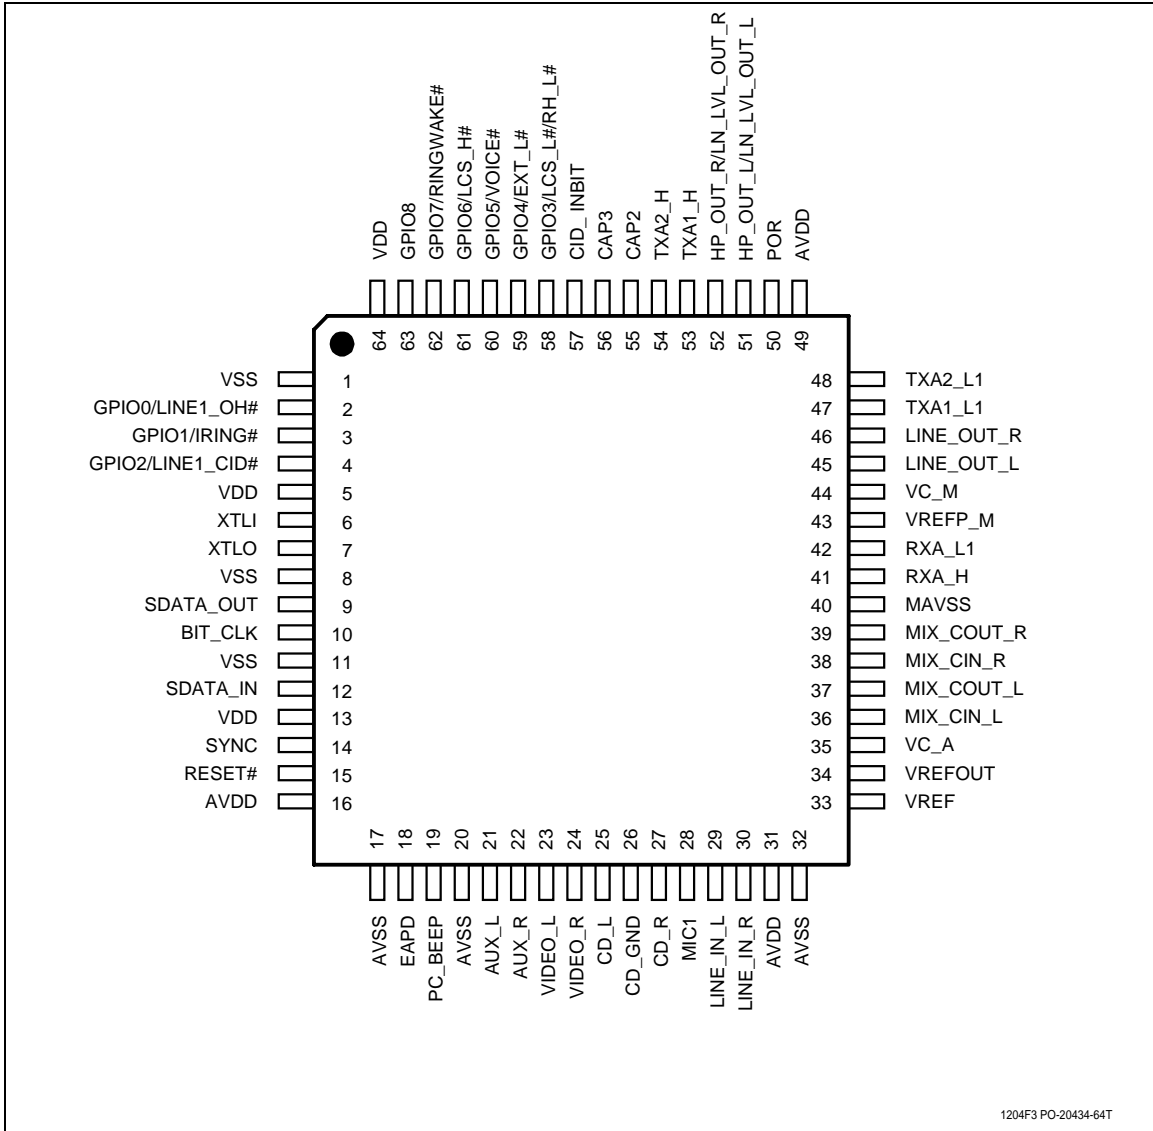 VDD
GPIO8
GPIO7/RINGWAKE#
GPIO6/LCS_H#
GPIO5/VOICE#
GPIO4/EXT_L#
GPIO3/LCS_L#/RH_L#
CID_ INBIT
CAP3
CAP2
TXA2_H
TXA1_H
HP_OUT_R/LN_LVL_OUT_R
HP_OUT_L/LN_LVL_OUT_L
POR
AVDD
64 63 62 61 60 59 58 57 56 55 54 53 52 51 50 49
VSS 1
GPIO0/LINE1_OH# 2
GPIO1/IRING# 3
GPIO2/LINE1_CID# 4
VDD 5
XTLI 6
XTLO 7
VSS 8
SDATA_OUT 9
BIT_CLK 10
VSS 11
SDATA_IN 12
VDD 13
SYNC 14
RESET# 15
AVDD 16
48 TXA2_L1
47 TXA1_L1
46 LINE_OUT_R
45 LINE_OUT_L
44 VC_M
43 VREFP_M
42 RXA_L1
41 RXA_H
40 MAVSS
39 MIX_COUT_R
38 MIX_CIN_R
37 MIX_COUT_L
36 MIX_CIN_L
35 VC_A
34 VREFOUT
33 VREF
17 18 19 20 21 22 23 24 25 26 27 28 29 30 31 32
AVSS
EAPD
PC_BEEP
AVSS
AUX_L
AUX_R
VIDEO_L
VIDEO_R
CD_L
CD_GND
CD_R
MIC1
LINE_IN_L
LINE_IN_R
AVDD
AVSS
1204F3 PO-20434-64T